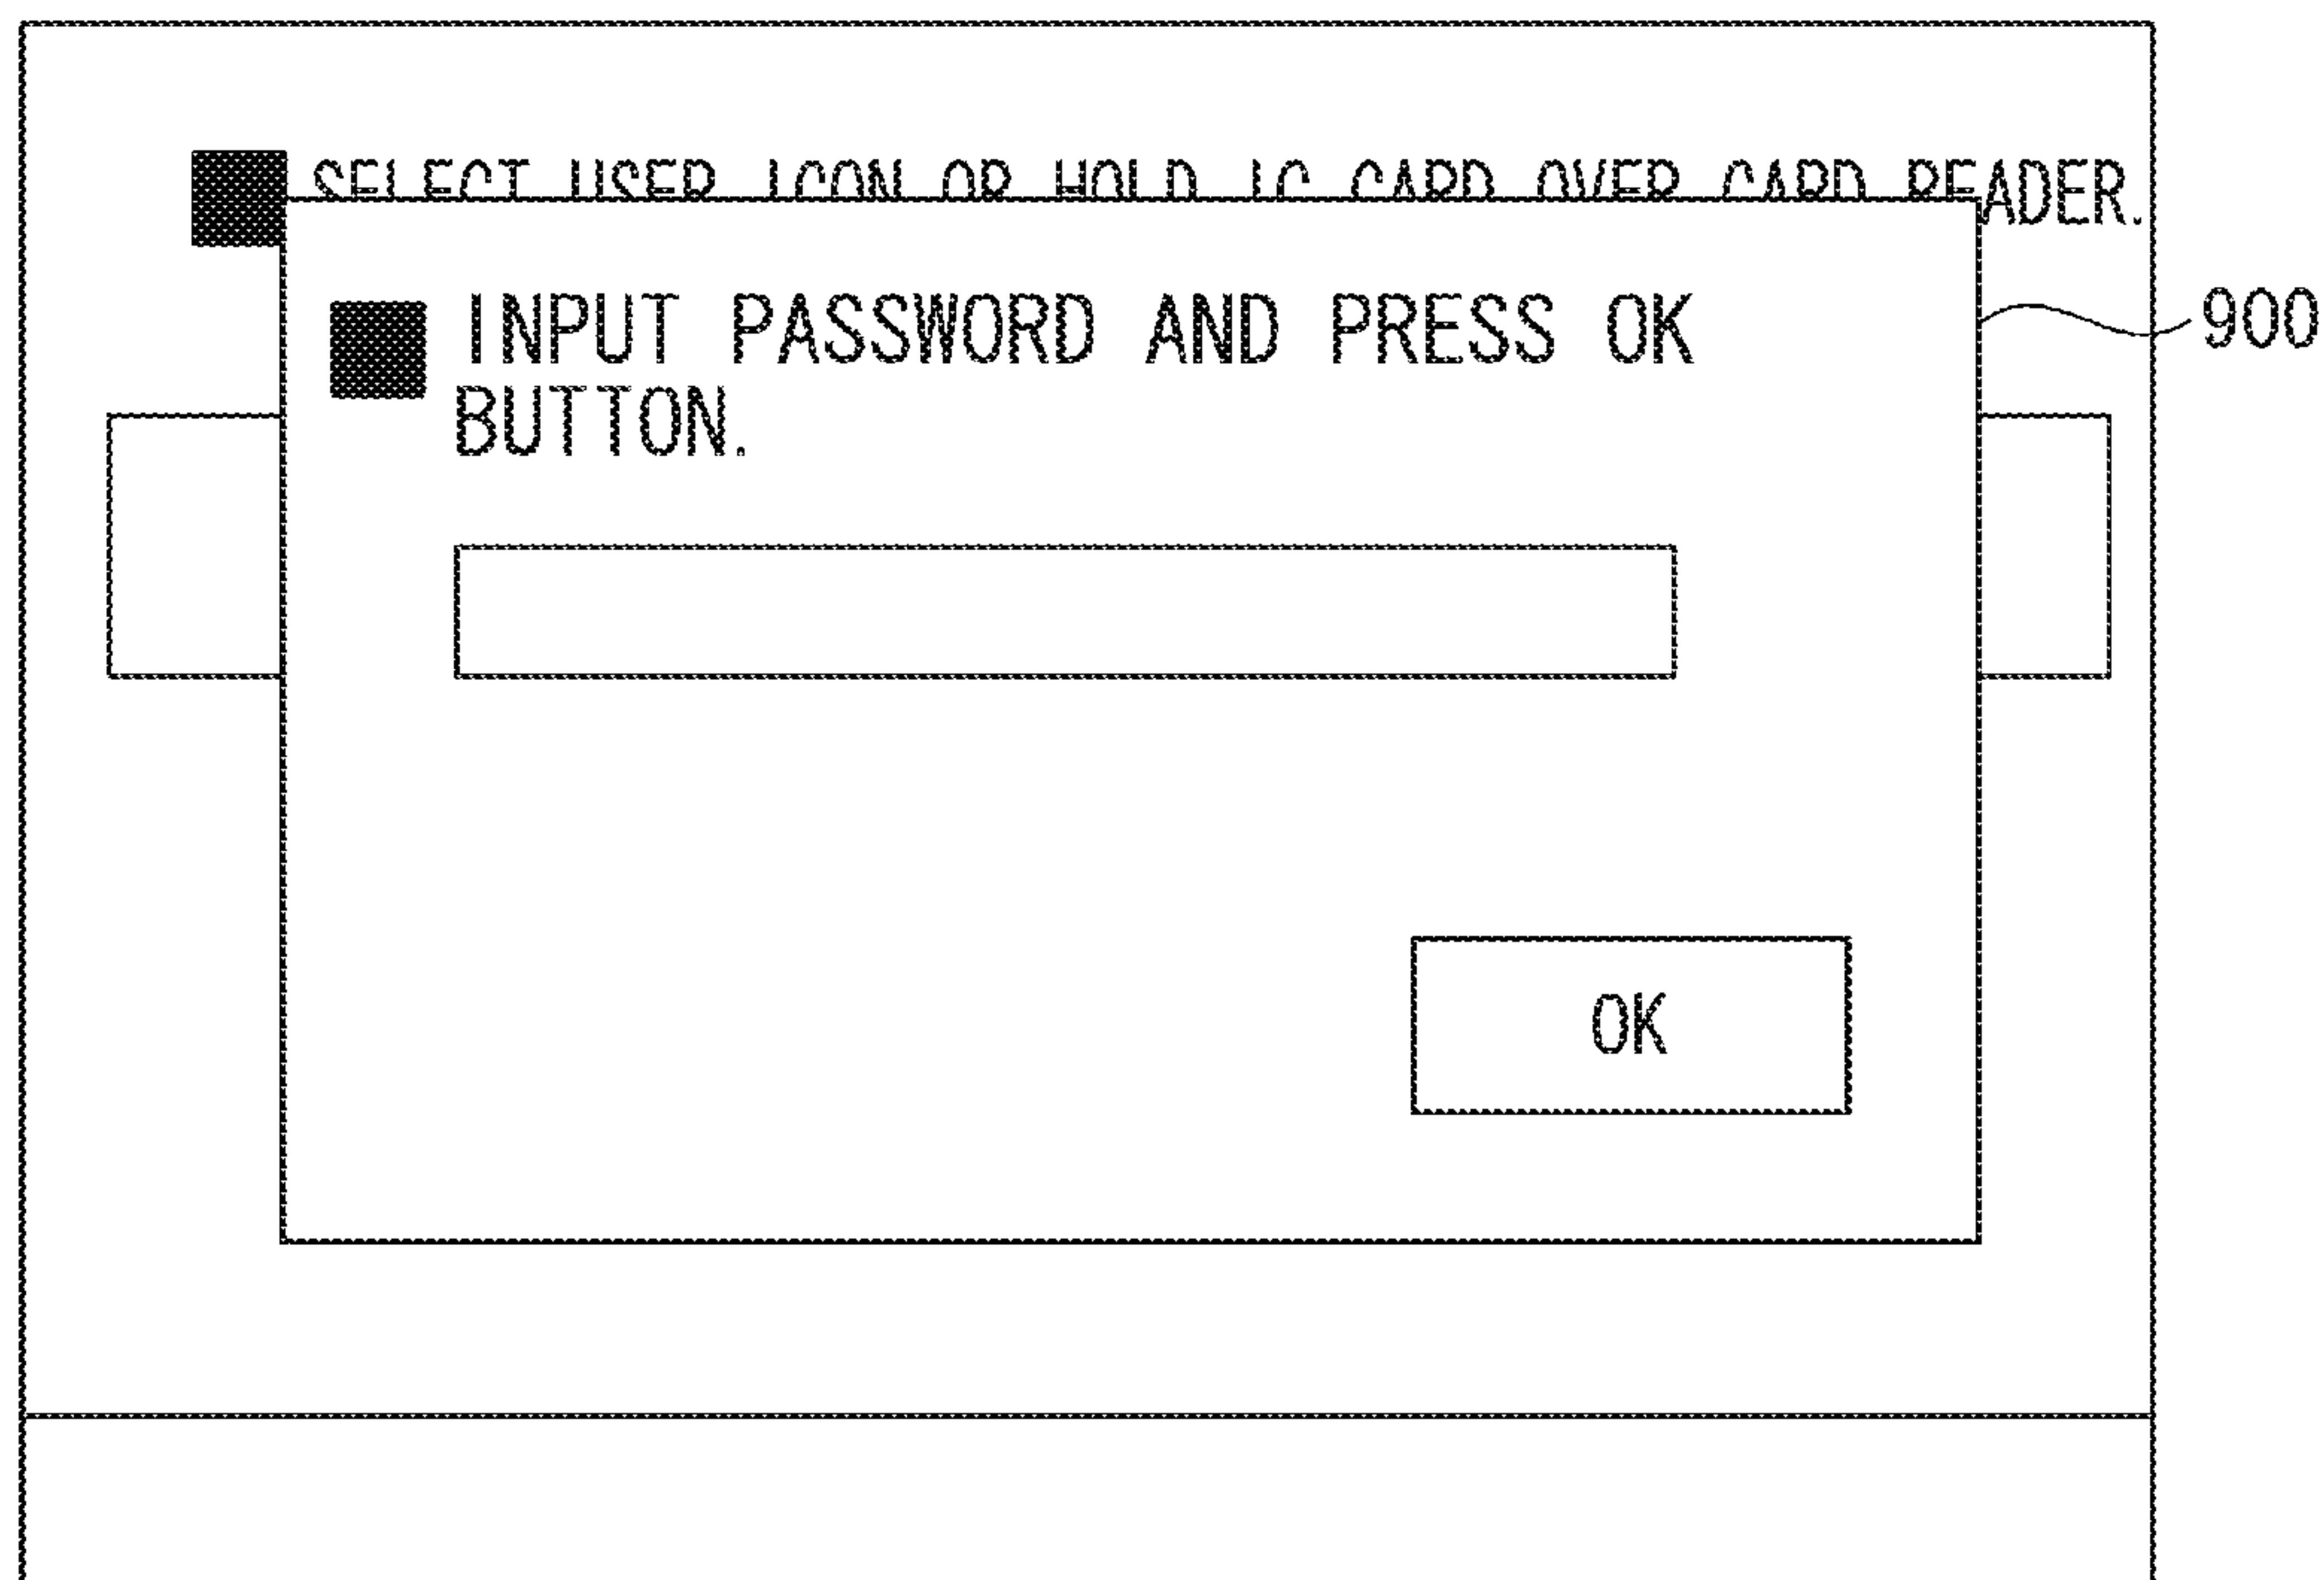 SELECT USER ICON OR HOLD IC CARD OVER CARD READER.
INPUT PASSWORD AND PRESS OK
BUTTON.
900
OK